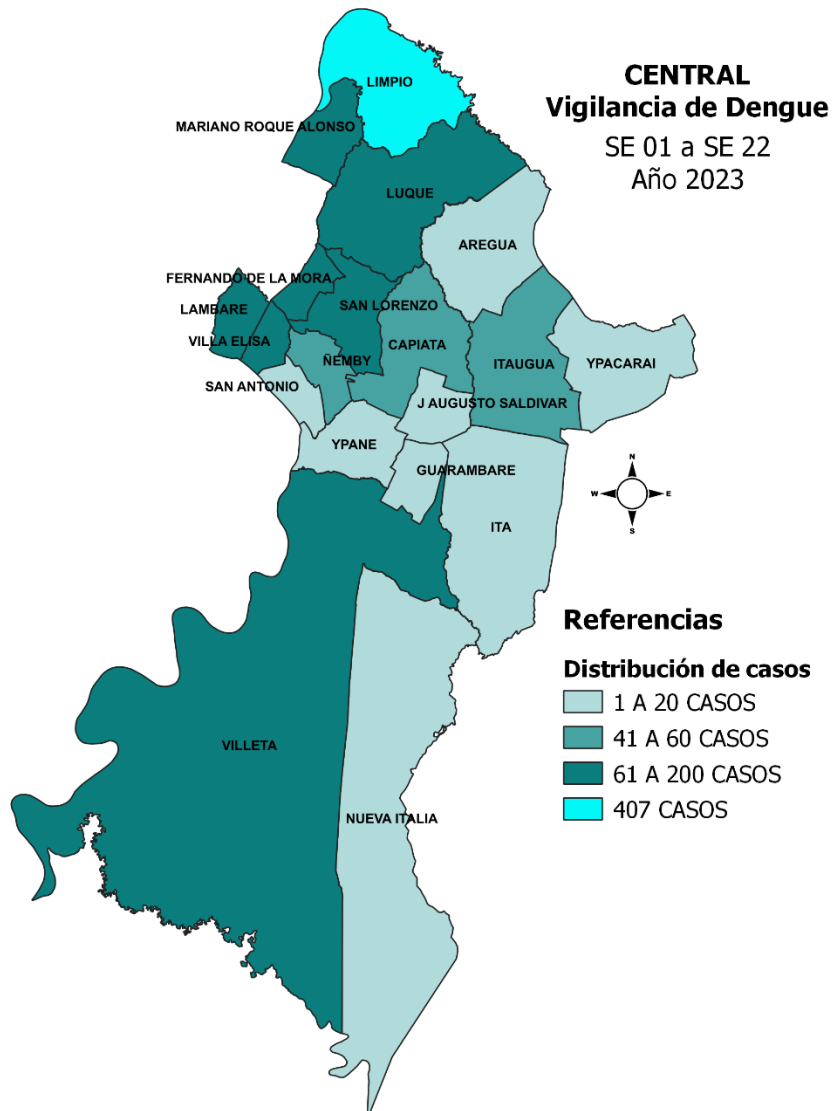 CENTRAL
Vigilancia de Dengue
SE 01 a SE 22
Año 2023
LIMPIO
MARIANO ROQUE ALONSO
LUQUE
AREGUA
FERNANDO DE LA MORA
LAMBARE
SAN LORENZO
VILLA ELISA
CAPIATA
ÑEMBY
ITAUGUA
YPACARAI
SAN ANTONIO
J AUGUSTO SALDIVAR
YPANE
GUARAMBARE
ITA
N
W
E
S
VILLETA
NUEVA ITALIA
Referencias
Distribución de casos
1 A 20 CASOS
41 A 60 CASOS
61 A 200 CASOS
407 CASOS